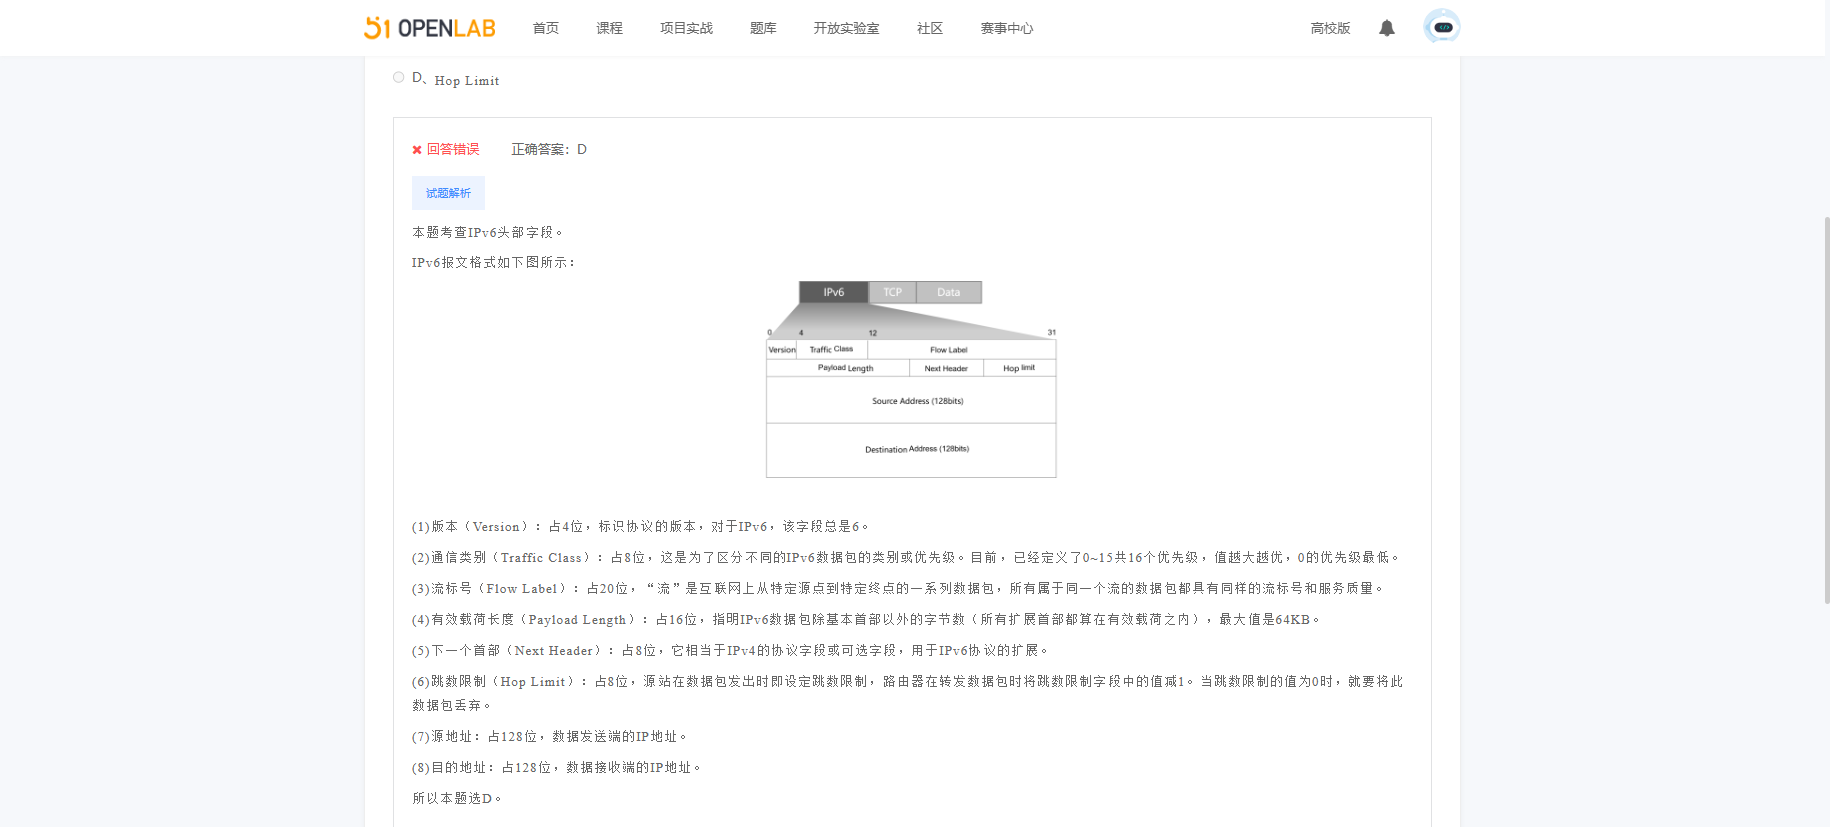 51 OPENLAB 首页 课程 项目实战 题库 开放实验室 社区 赛事中心 高校版
D、Hop Limit
回答错误 正确答案：D
试题解析
本题考查IPv6头部字段。
IPv6报文格式如下图所示：
IPv6 TCP Data
0 4 12 31
Version Traffic Class Flow Label
Payload Length Next Header Hop limit
Source Address (128bits)
Destination Address (128bits)
(1)版本（Version）：占4位，标识协议的版本，对于IPv6，该字段总是6。
(2)通信类别（Traffic Class）：占8位，这是为了区分不同的IPv6数据包的类别或优先级。目前，已经定义了0~15共16个优先级，值越大越优，0的优先级最低。
(3)流标号（Flow Label）：占20位，“流”是互联网上从特定源点到特定终点的一系列数据包，所有属于同一个流的数据包都具有同样的流标号和服务质量。
(4)有效载荷长度（Payload Length）：占16位，指明IPv6数据包除基本首部以外的字节数（所有扩展首部都算在有效载荷之内），最大值是64KB。
(5)下一个首部（Next Header）：占8位，它相当于IPv4的协议字段或可选字段，用于IPv6协议的扩展。
(6)跳数限制（Hop Limit）：占8位，源站在数据包发出时即设定跳数限制，路由器在转发数据包时将跳数限制字段中的值减1。当跳数限制的值为0时，就要将此
数据包丢弃。
(7)源地址：占128位，数据发送端的IP地址。
(8)目的地址：占128位，数据接收端的IP地址。
所以本题选D。